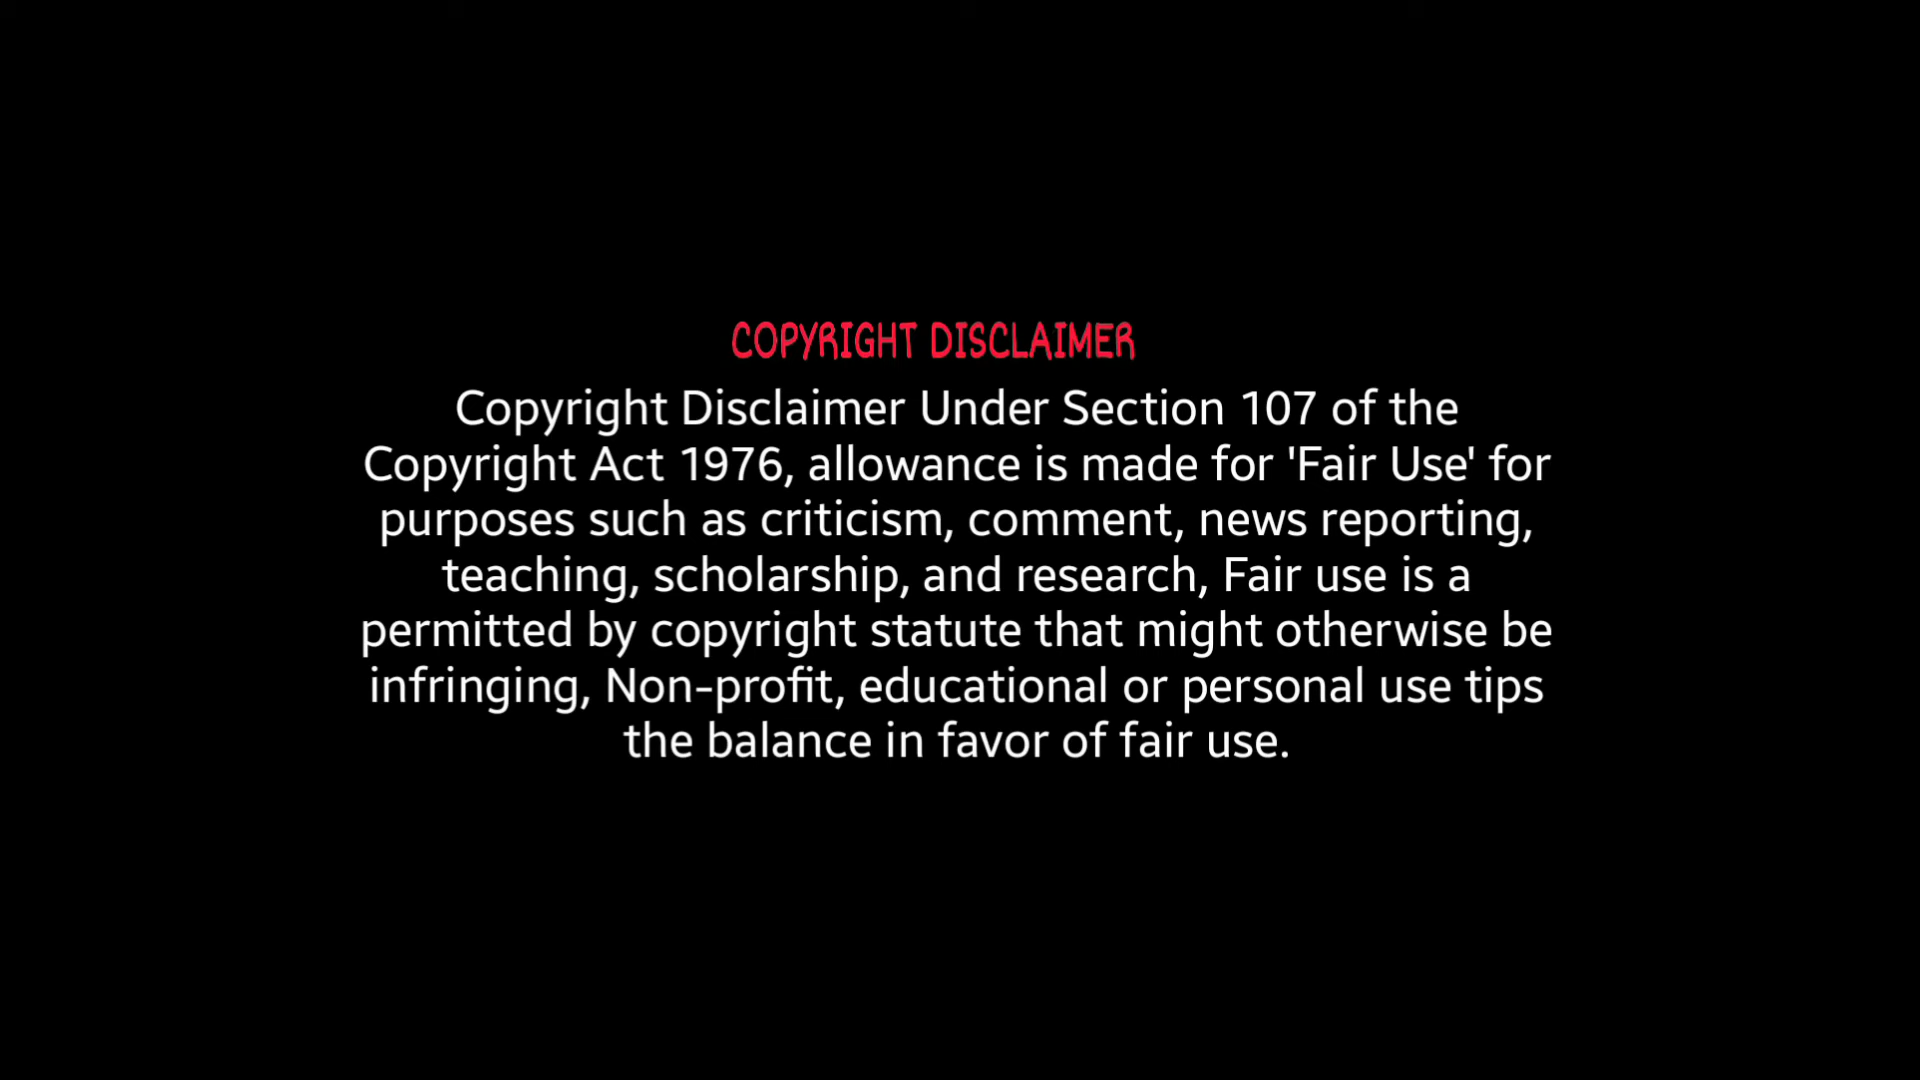 COPYRIGHT DISCLAIMER
Copyright Disclaimer Under Section 107 of the
Copyright Act 1976, allowance is made for 'Fair Use' for
purposes such as criticism, comment, news reporting,
teaching, scholarship, and research, Fair use is a
permitted by copyright statute that might otherwise be
infringing, Non-profit, educational or personal use tips
the balance in favor of fair use.